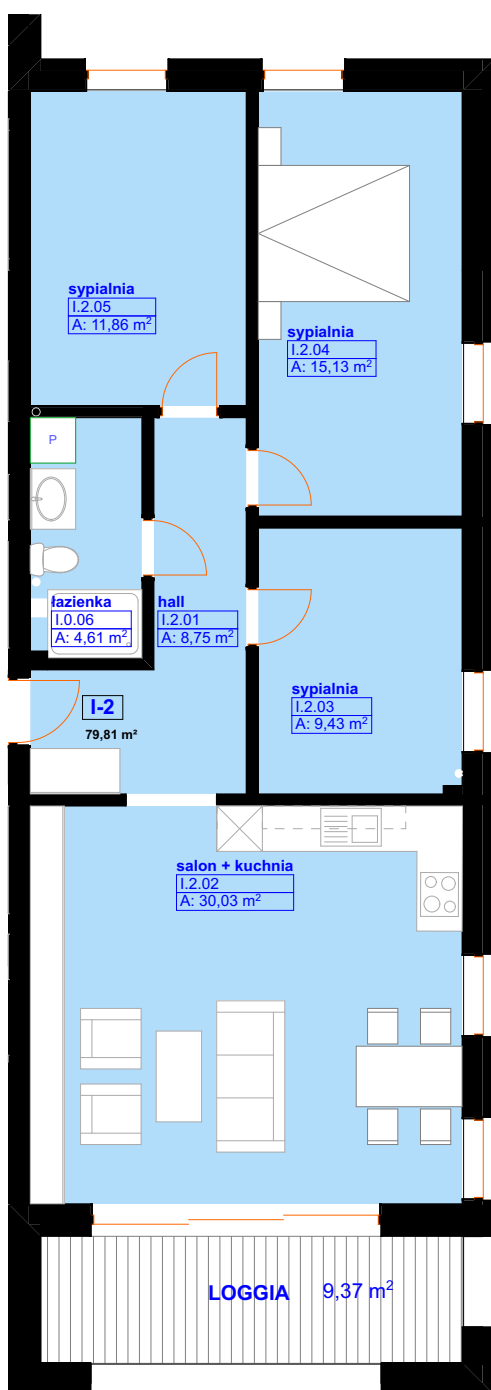 sypialnia
I.2.05
A: 11,86 m²
sypialnia
I.2.04
A: 15,13 m²
P
łazienka
I.0.06
A: 4,61 m²
hall
I.2.01
A: 8,75 m²
sypialnia
I.2.03
A: 9,43 m²
I-2
79,81 m²
salon + kuchnia
I.2.02
A: 30,03 m²
LOGGIA 9,37 m²